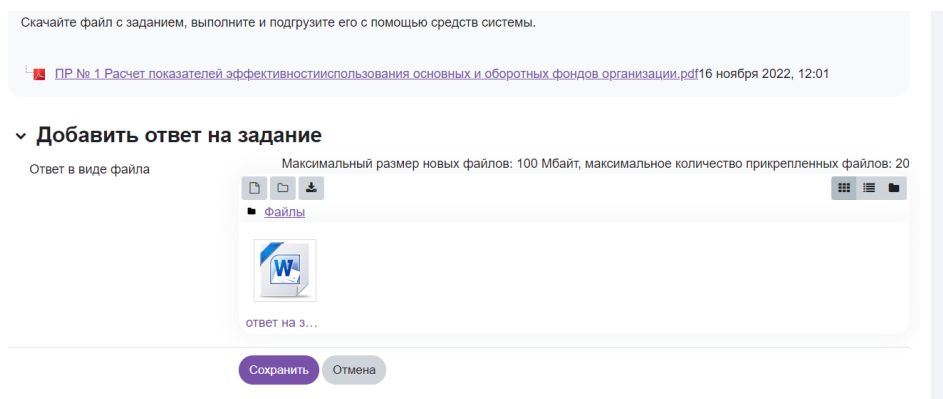 Скачайте файл с заданием, выполните и подгрузите его с помощью средств системы.
ПР № 1 Расчет показателей эффективностииспользования основных и оборотных фондов организации.pdf16 ноября 2022, 12:01
Добавить ответ на задание
Ответ в виде файла
Максимальный размер новых файлов: 100 Мбайт, максимальное количество прикрепленных файлов: 20
Файлы
W
ответ на з...
Сохранить Отмена